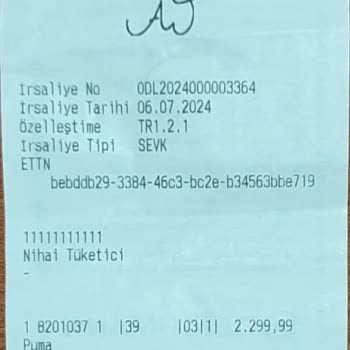 İrsaliye No ODL2024000003364
İrsaliye Tarihi 06.07.2024
Özelleştime TR1.2.1
İrsaliye Tipi SEVK
ETTN
bebddb29-3384-46c3-bc2e-b34563bbe719
11111111111
Nihai Tüketici
-
1 8201037 1 |39 |03|1| 2.299,99
Puma